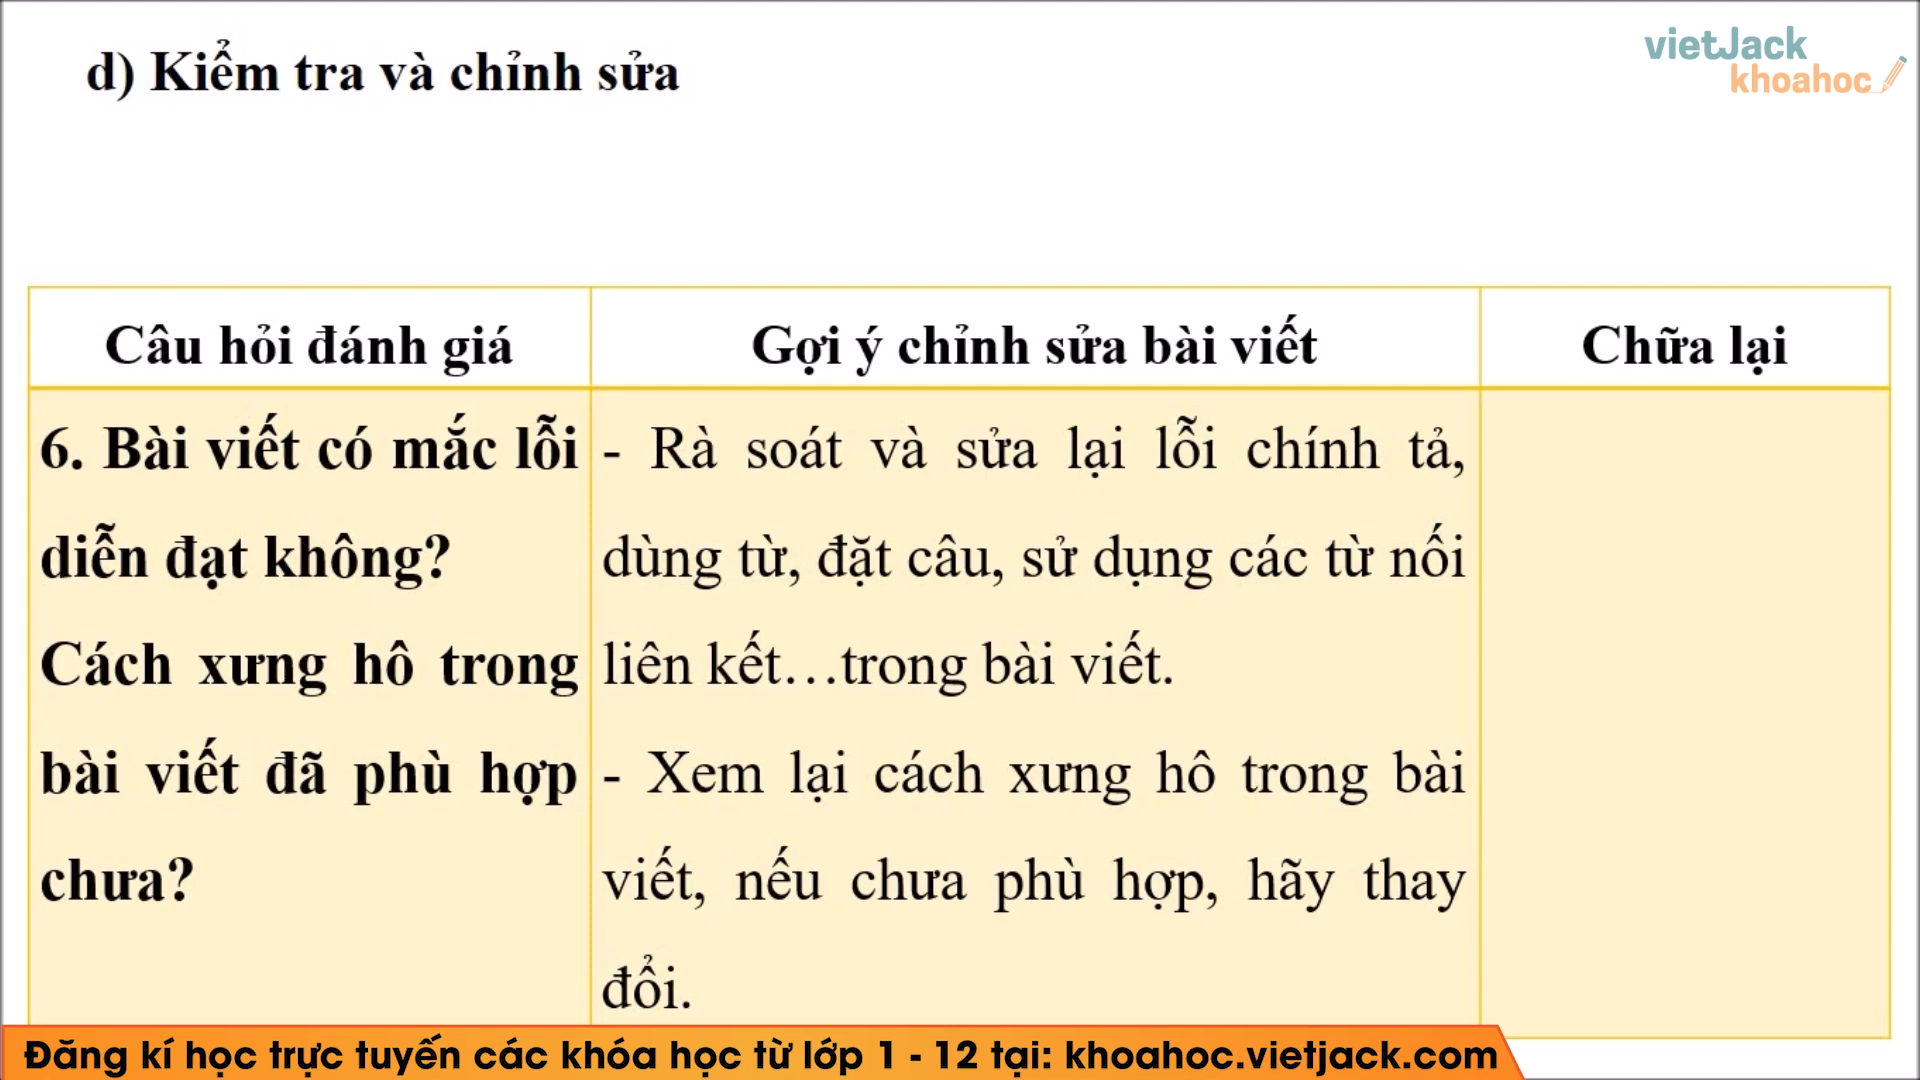 d) Kiểm tra và chỉnh sửa
vietJack
khoahoc
Câu hỏi đánh giá
Gợi ý chỉnh sửa bài viết
Chữa lại
6. Bài viết có mắc lỗi
diễn đạt không?
Cách xưng hô trong
bài viết đã phù hợp
chưa?
- Rà soát và sửa lại lỗi chính tả,
dùng từ, đặt câu, sử dụng các từ nối
liên kết…trong bài viết.
- Xem lại cách xưng hô trong bài
viết, nếu chưa phù hợp, hãy thay
đổi.
Đăng kí học trực tuyến các khóa học từ lớp 1 - 12 tại: khoahoc.vietjack.com